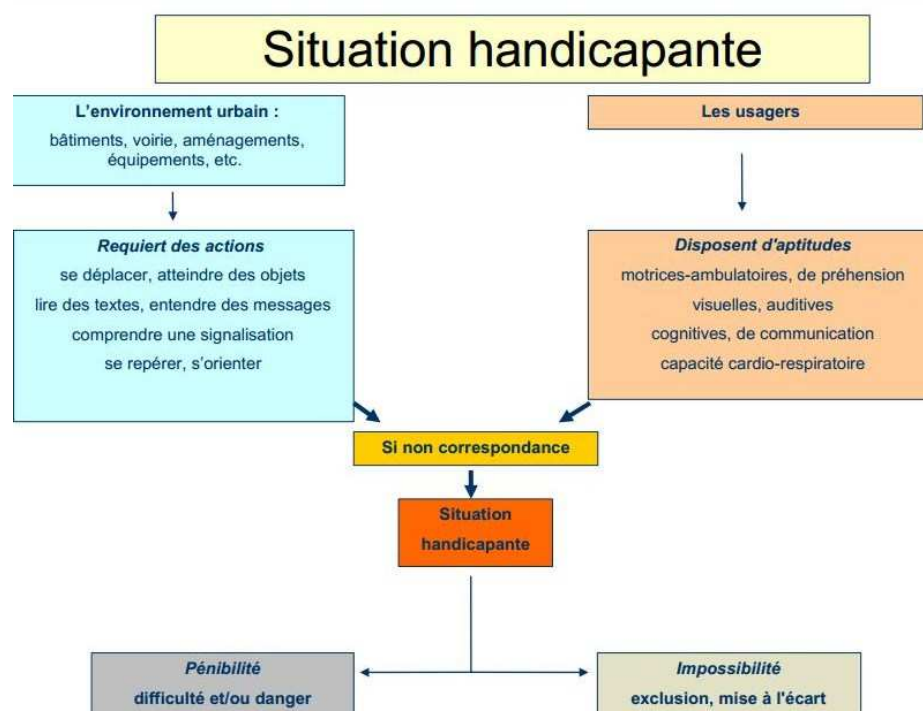 Situation handicapante
L'environnement urbain :
bâtiments, voirie, aménagements,
équipements, etc.
Les usagers
Requiert des actions
se déplacer, atteindre des objets
lire des textes, entendre des messages
comprendre une signalisation
se repérer, s'orienter
Disposent d'aptitudes
motrices-ambulatoires, de préhension
visuelles, auditives
cognitives, de communication
capacité cardio-respiratoire
Si non correspondance
Situation
handicapante
Pénibilité
difficulté et/ou danger
Impossibilité
exclusion, mise à l'écart